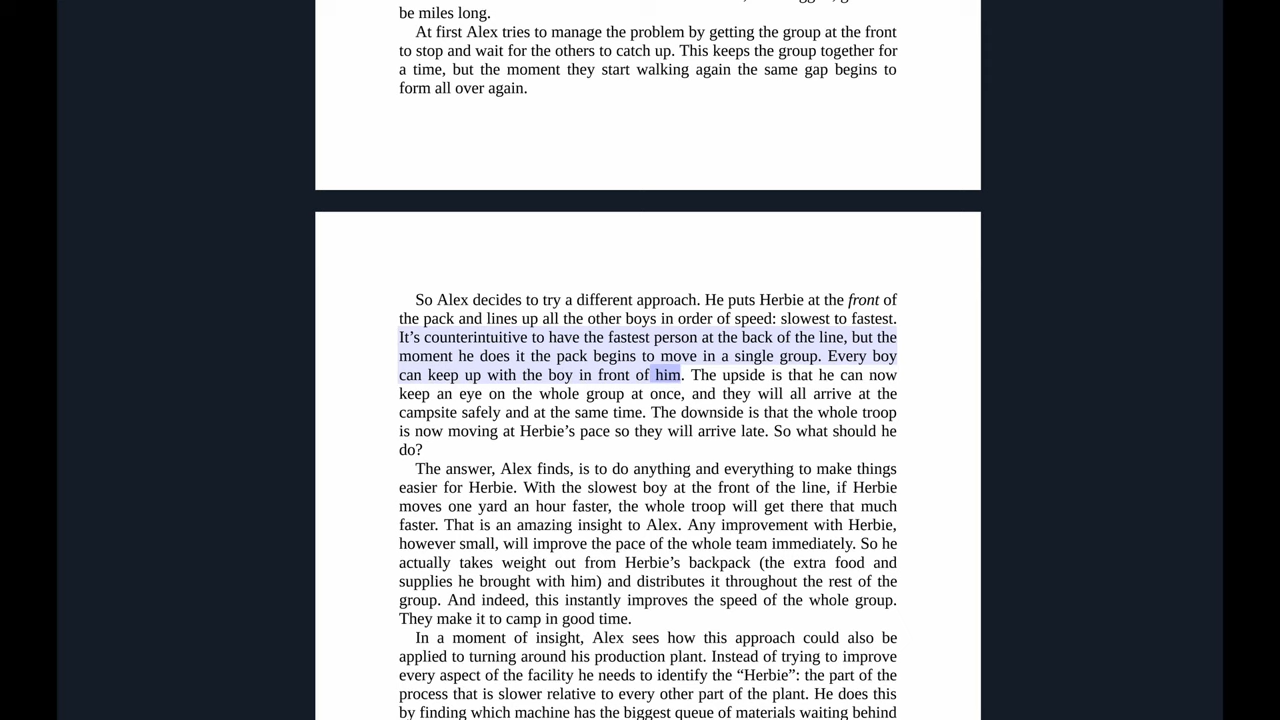 be miles long.
At first Alex tries to manage the problem by getting the group at the front
to stop and wait for the others to catch up. This keeps the group together for
a time, but the moment they start walking again the same gap begins to
form all over again.
So Alex decides to try a different approach. He puts Herbie at the front of
the pack and lines up all the other boys in order of speed: slowest to fastest.
It’s counterintuitive to have the fastest person at the back of the line, but the
moment he does it the pack begins to move in a single group. Every boy
can keep up with the boy in front of him. The upside is that he can now
keep an eye on the whole group at once, and they will all arrive at the
campsite safely and at the same time. The downside is that the whole troop
is now moving at Herbie’s pace so they will arrive late. So what should he
do?
The answer, Alex finds, is to do anything and everything to make things
easier for Herbie. With the slowest boy at the front of the line, if Herbie
moves one yard an hour faster, the whole troop will get there that much
faster. That is an amazing insight to Alex. Any improvement with Herbie,
however small, will improve the pace of the whole team immediately. So he
actually takes weight out from Herbie’s backpack (the extra food and
supplies he brought with him) and distributes it throughout the rest of the
group. And indeed, this instantly improves the speed of the whole group.
They make it to camp in good time.
In a moment of insight, Alex sees how this approach could also be
applied to turning around his production plant. Instead of trying to improve
every aspect of the facility he needs to identify the “Herbie”: the part of the
process that is slower relative to every other part of the plant. He does this
by finding which machine has the biggest queue of materials waiting behind